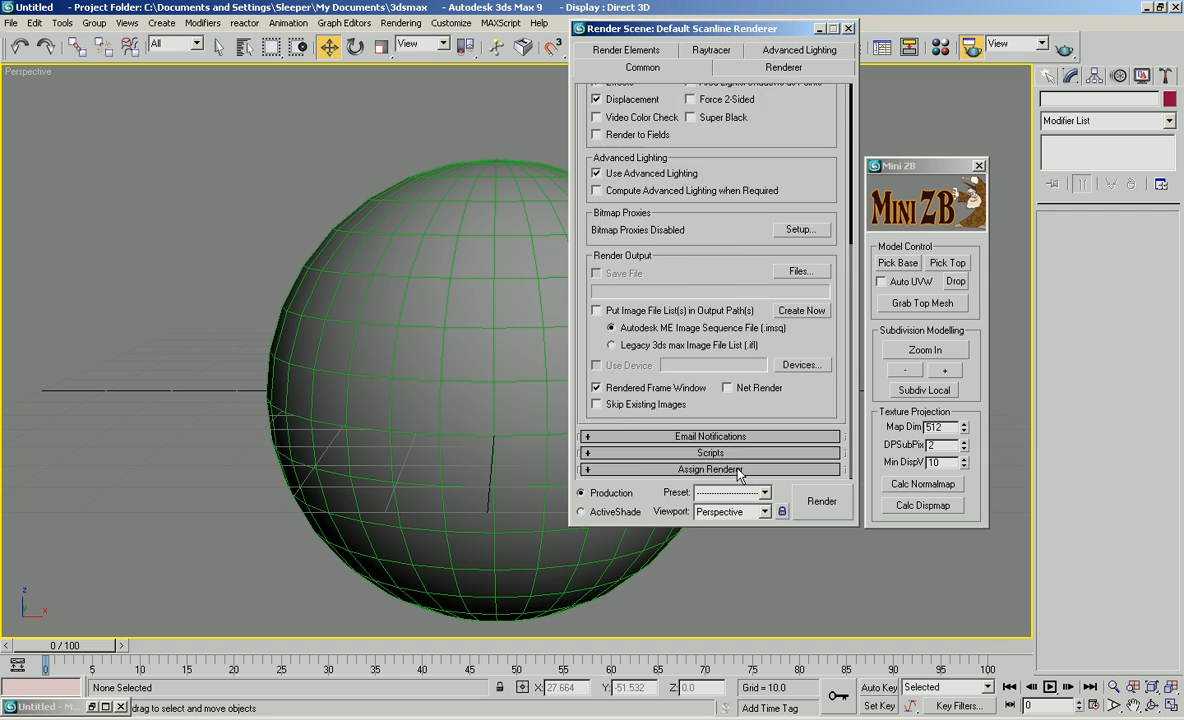 Untitled - Project Folder: C:\Documents and Settings\Sleeper\My Documents\3dsmax - Autodesk 3ds Max 9 - Display : Direct 3D
File Edit Tools Group Views Create Modifiers reactor Animation Graph Editors Rendering Customize MAXScript Help
All View View
Perspective
Render Scene: Default Scanline Renderer
Render Elements Raytracer Advanced Lighting
Common Renderer
Displacement Force 2-Sided
Video Color Check Super Black
Render to Fields
Advanced Lighting
Use Advanced Lighting
Compute Advanced Lighting when Required
Bitmap Proxies
Bitmap Proxies Disabled Setup...
Render Output
Save File Files...
Put Image File List(s) in Output Path(s) Create Now
Autodesk ME Image Sequence File (.imsq)
Legacy 3ds max Image File List (.ifl)
Use Device Devices...
Rendered Frame Window Net Render
Skip Existing Images
+ Email Notifications
+ Scripts
+ Assign Renderer
Production Preset: Render
ActiveShade Viewport: Perspective
Mini ZB
MINI ZB
Model Control
Pick Base Pick Top
Auto UVW Drop
Grab Top Mesh
Subdivision Modelling
Zoom In
- +
Subdiv Local
Texture Projection
Map Dim 512
DPSubPix 2
Min DispV 10
Calc Normalmap
Calc Dispmap
Modifier List
z
x
0 / 100
0 5 10 15 20 25 30 35 40 45 50 55 60 65 70 75 80 85 90 95 100
None Selected X: 27.664 Y: -51.532 Z: 0.0 Grid = 10.0 Auto Key Selected
Untitled - M... drag to select and move objects Add Time Tag Set Key Key Filters... 0